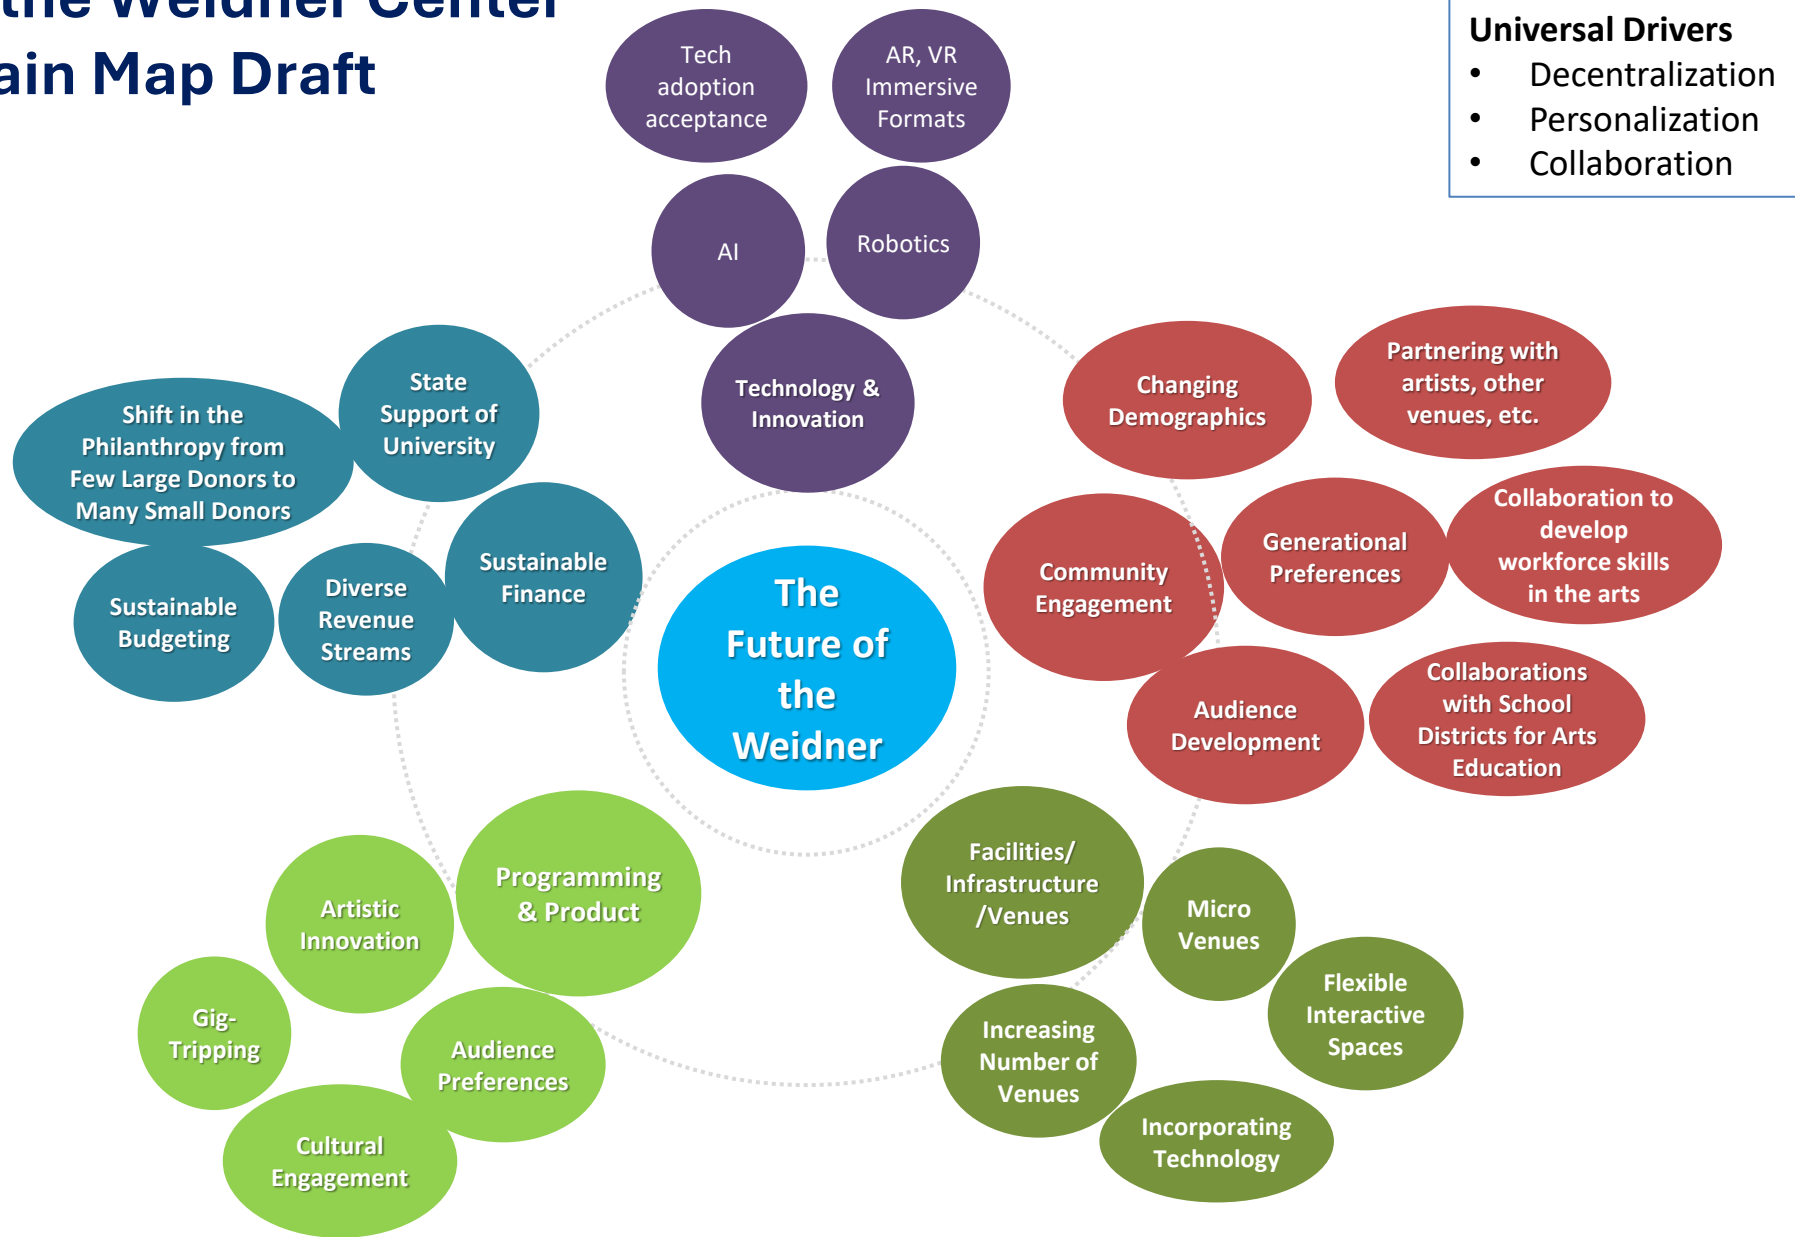 the Weidner Center
ain Map Draft
Universal Drivers
• Decentralization
• Personalization
• Collaboration
Tech
adoption
acceptance
AR, VR
Immersive
Formats
AI
Robotics
Technology &
Innovation
State
Support of
University
Shift in the
Philanthropy from
Few Large Donors to
Many Small Donors
Sustainable
Finance
Diverse
Revenue
Streams
Sustainable
Budgeting
The
Future of
the
Weidner
Changing
Demographics
Partnering with
artists, other
venues, etc.
Community
Engagement
Generational
Preferences
Collaboration to
develop
workforce skills
in the arts
Audience
Development
Collaborations
with School
Districts for Arts
Education
Programming
& Product
Artistic
Innovation
Gig-
Tripping
Audience
Preferences
Cultural
Engagement
Facilities/
Infrastructure
/Venues
Micro
Venues
Flexible
Interactive
Spaces
Increasing
Number of
Venues
Incorporating
Technology